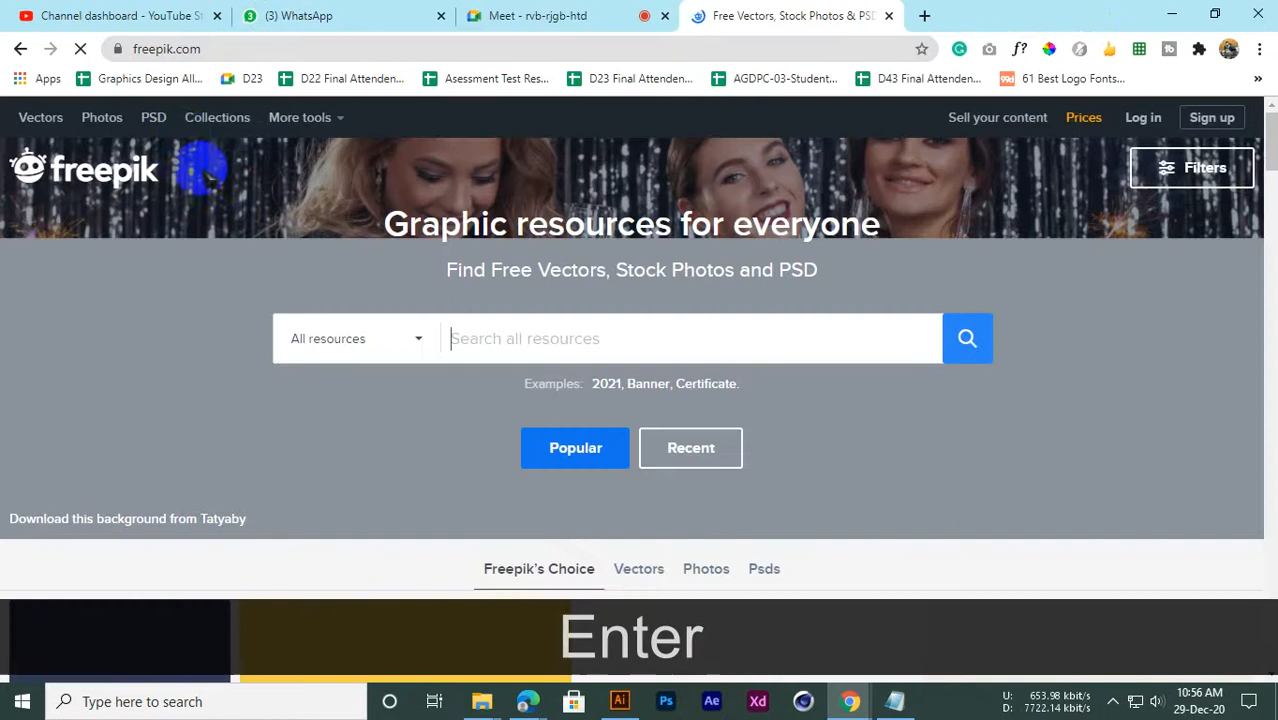 Channel dashboard - YouTube S
(3) WhatsApp
Meet - rvb-rjgb-htd
Free Vectors, Stock Photos & PSD
freepik.com
Apps
Graphics Design All...
D23
D22 Final Attenden...
Asessment Test Res...
D23 Final Attenden...
AGDPC-03-Student...
D43 Final Attenden...
61 Best Logo Fonts...
Vectors
Photos
PSD
Collections
More tools
Sell your content
Prices
Log in
Sign up
freepik
Filters
Graphic resources for everyone
Find Free Vectors, Stock Photos and PSD
All resources
Search all resources
Examples: 2021, Banner, Certificate.
Popular
Recent
Download this background from Tatyaby
Freepik's Choice
Vectors
Photos
Psds
Enter
Type here to search
Ai
Ps
Ae
Xd
U: 653.98 kbit/s
D: 7722.14 kbit/s
10:56 AM
29-Dec-20